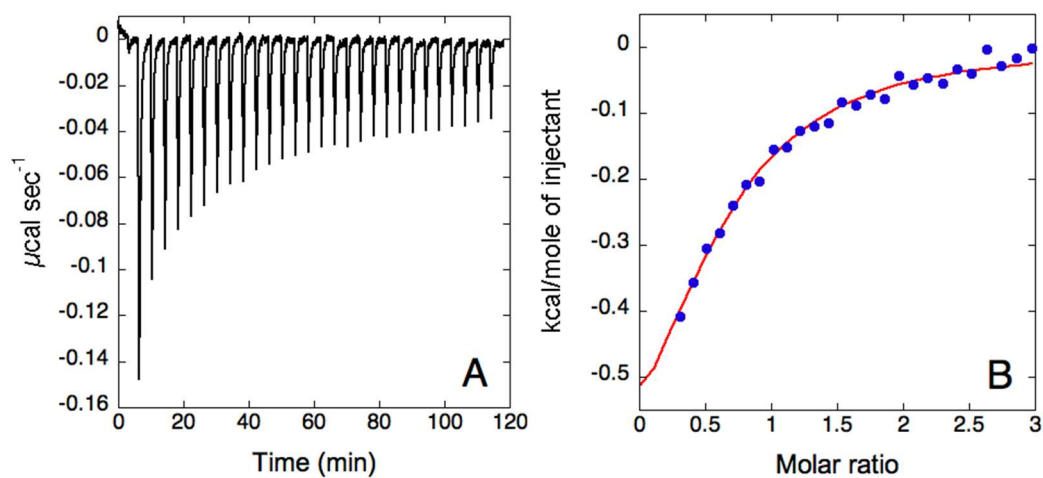 0
-0.02
-0.04
-0.06
-0.08
-0.1
-0.12
-0.14
-0.16
0 20 40 60 80 100 120
µcal sec-1
Time (min)
A
0
-0.1
-0.2
-0.3
-0.4
-0.5
0 0.5 1 1.5 2 2.5 3
kcal/mole of injectant
Molar ratio
B